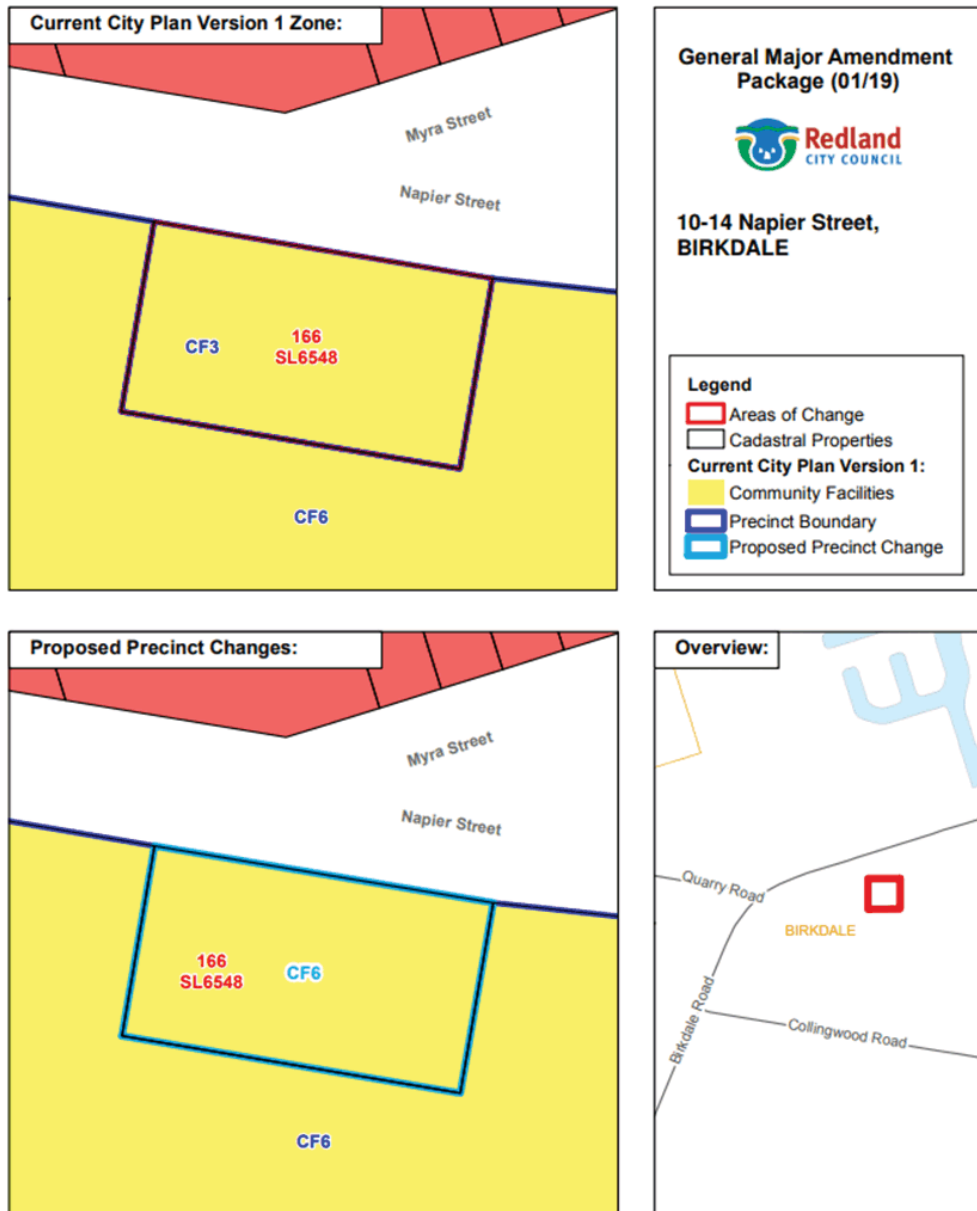 Current City Plan Version 1 Zone:
Myra Street
Napier Street
CF3
166
SL6548
CF6
General Major Amendment
Package (01/19)
Redland
CITY COUNCIL
10-14 Napier Street,
BIRKDALE
Legend
Areas of Change
Cadastral Properties
Current City Plan Version 1:
Community Facilities
Precinct Boundary
Proposed Precinct Change
Proposed Precinct Changes:
Myra Street
Napier Street
166
SL6548
CF6
CF6
Overview:
Quarry Road
BIRKDALE
Birkdale Road
Collingwood Road